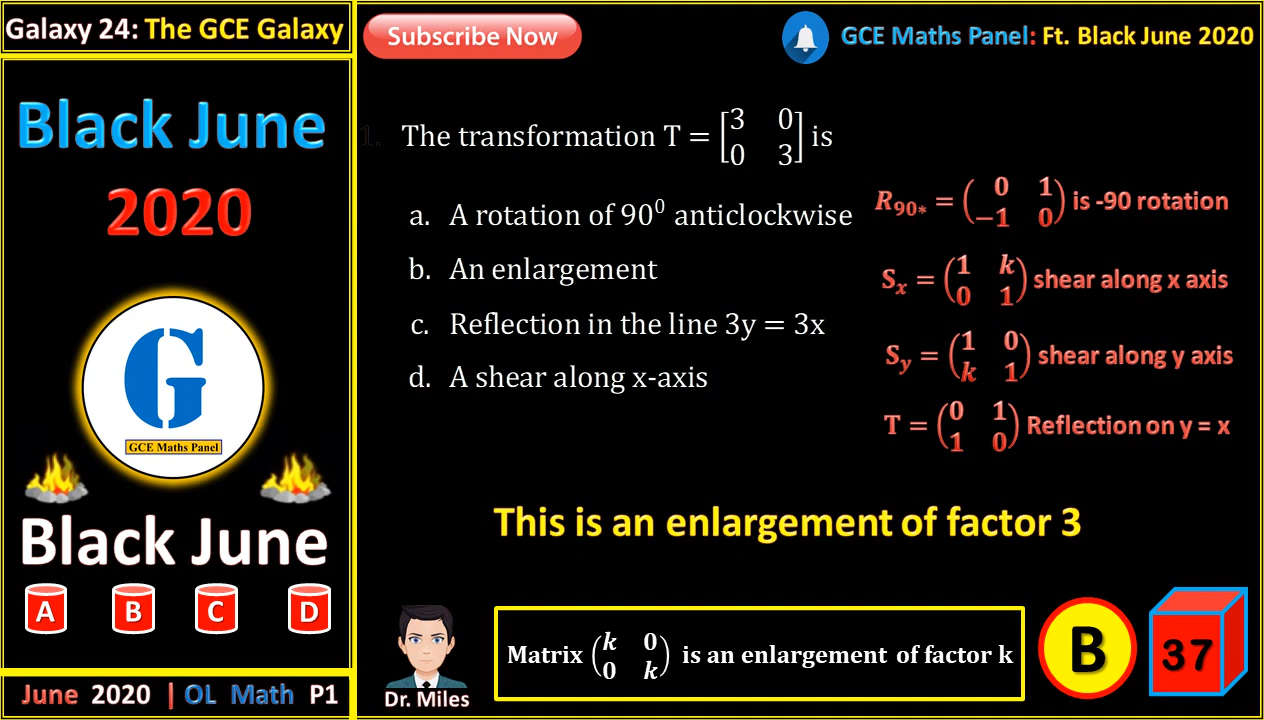 Galaxy 24: The GCE Galaxy
Subscribe Now
GCE Maths Panel: Ft. Black June 2020
Black June
2020
G
GCE Maths Panel
Black June
A B C D
June 2020 | OL Math P1
1. The transformation T = [3 0; 0 3] is
a. A rotation of 90⁰ anticlockwise
b. An enlargement
c. Reflection in the line 3y = 3x
d. A shear along x-axis
R₉₀* = (0 1; −1 0) is -90 rotation
Sₓ = (1 k; 0 1) shear along x axis
Sᵧ = (1 0; k 1) shear along y axis
T = (0 1; 1 0) Reflection on y = x
This is an enlargement of factor 3
Dr. Miles
Matrix (k 0; 0 k) is an enlargement of factor k
B
37